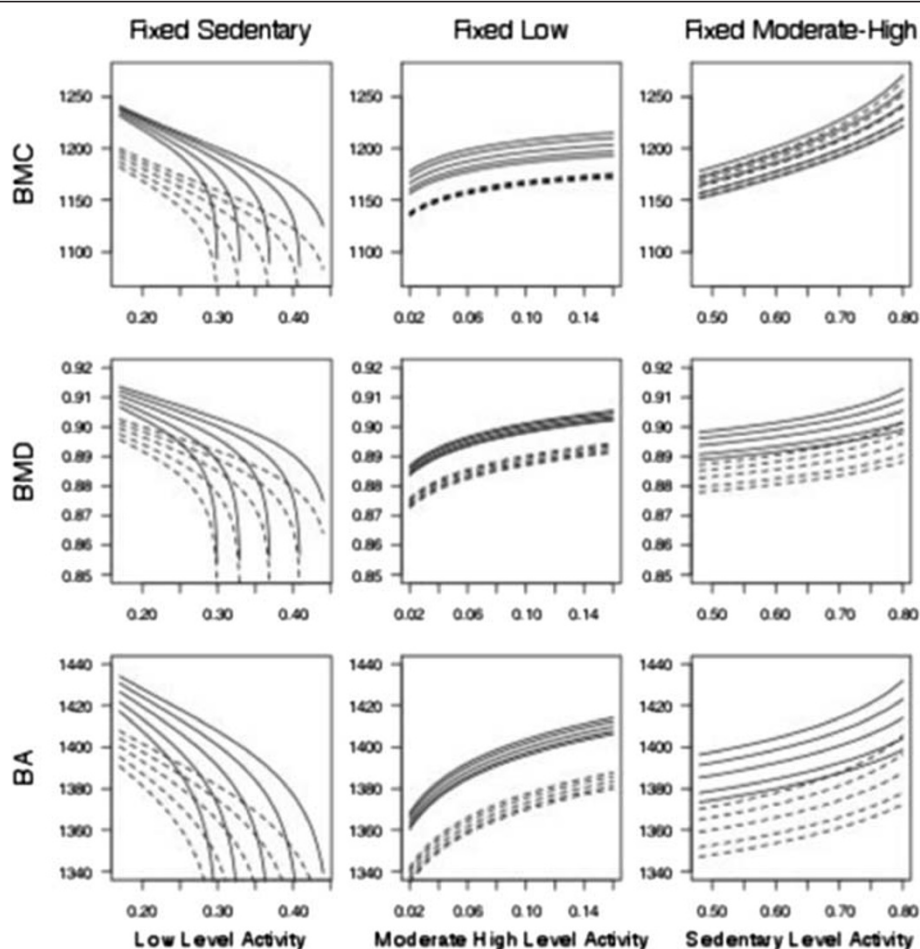 Fixed Sedentary Fixed Low Fixed Moderate-High
BMC
1250 1250 1250
1200 1200 1200
1150 1150 1150
1100 1100 1100
0.20 0.30 0.40 0.02 0.06 0.10 0.14 0.50 0.60 0.70 0.80
BMD
0.92 0.92 0.92
0.91 0.91 0.91
0.90 0.90 0.90
0.89 0.89 0.89
0.88 0.88 0.88
0.87 0.87 0.87
0.86 0.86 0.86
0.85 0.85 0.85
0.20 0.30 0.40 0.02 0.06 0.10 0.14 0.50 0.60 0.70 0.80
BA
1440 1440 1440
1420 1420 1420
1400 1400 1400
1380 1380 1380
1360 1360 1360
1340 1340 1340
0.20 0.30 0.40 0.02 0.06 0.10 0.14 0.50 0.60 0.70 0.80
Low Level Activity Moderate High Level Activity Sedentary Level Activity